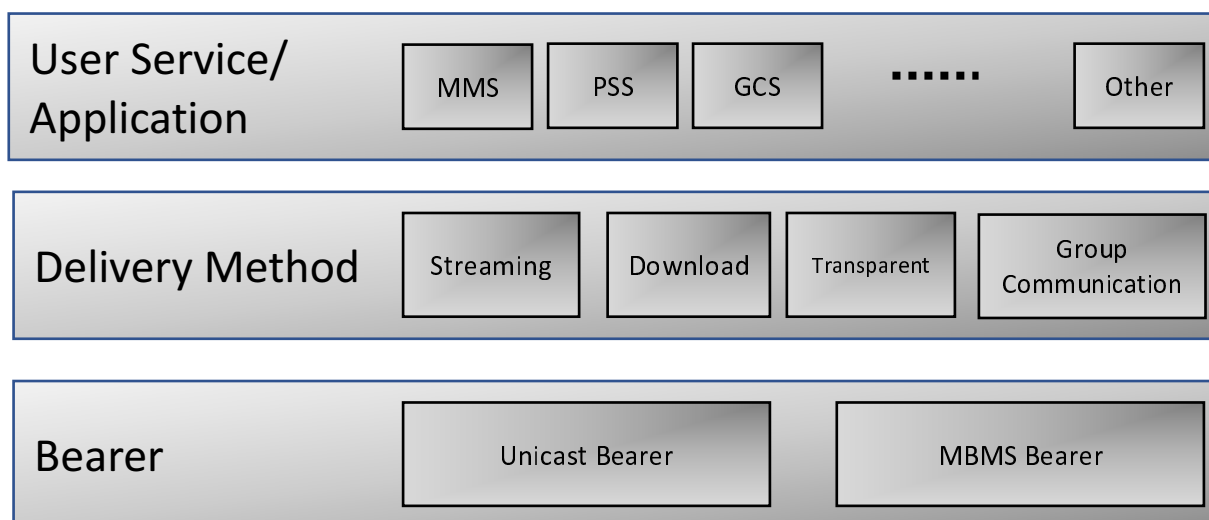 User Service/
Application
MMS
PSS
GCS
......
Other
Delivery Method
Streaming
Download
Transparent
Group
Communication
Bearer
Unicast Bearer
MBMS Bearer